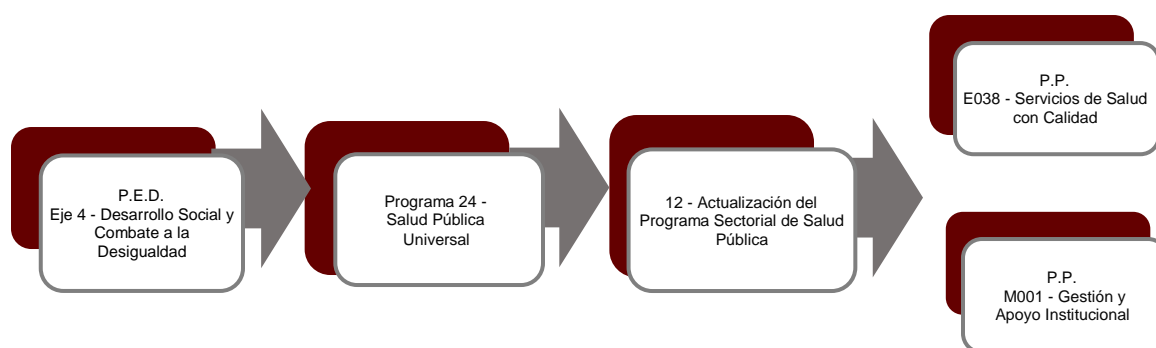 P.E.D.
Eje 4 - Desarrollo Social y
Combate a la
Desigualdad
Programa 24 -
Salud Pública
Universal
12 - Actualización del
Programa Sectorial de Salud
Pública
P.P.
E038 - Servicios de Salud
con Calidad
P.P.
M001 - Gestión y
Apoyo Institucional